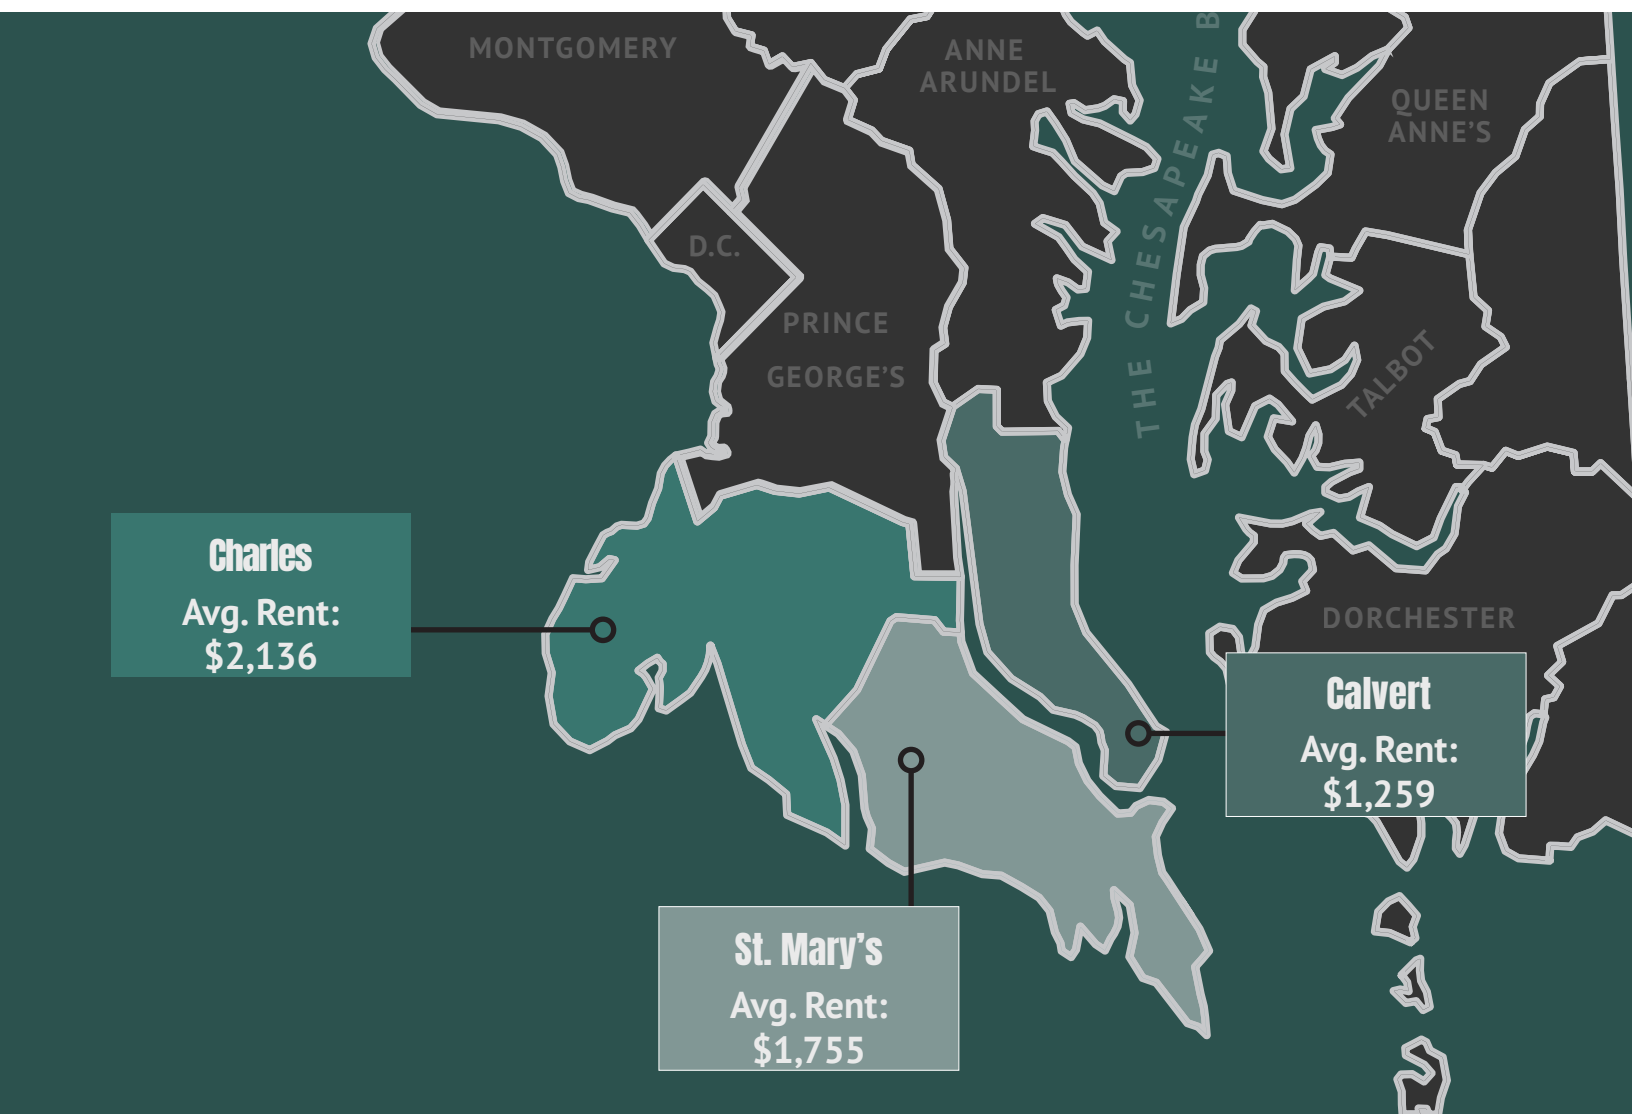 MONTGOMERY
ANNE
ARUNDEL
THE CHESAPEAKE B
QUEEN
ANNE'S
D.C.
PRINCE
GEORGE'S
TALBOT
Charles
Avg. Rent:
$2,136
DORCHESTER
Calvert
Avg. Rent:
$1,259
St. Mary's
Avg. Rent:
$1,755